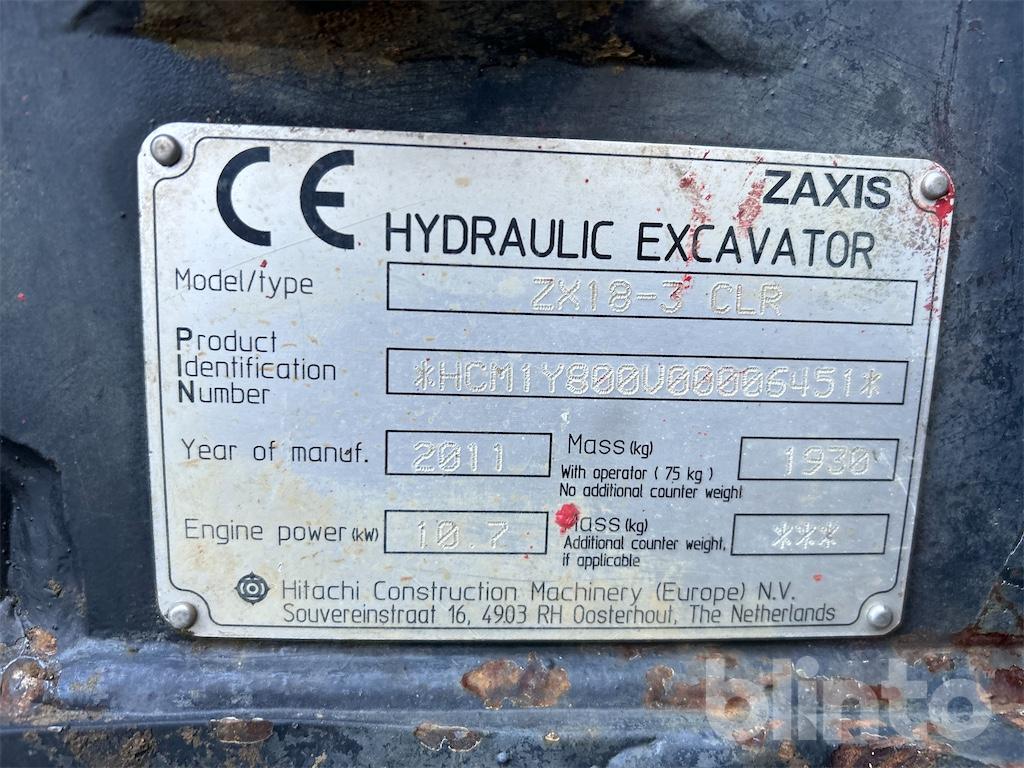 CE ZAXIS
HYDRAULIC EXCAVATOR
Model/type ZX18-3 CLR
Product
Identification *HCM1Y800V00006451*
Number
Year of manuf. 2011 Mass (kg) 1930
With operator ( 75 kg )
No additional counter weight
Engine power (kW) 10.7 Mass (kg) ***
Additional counter weight,
if applicable
Hitachi Construction Machinery (Europe) N.V.
Souvereinstraat 16, 4903 RH Oosterhout, The Netherlands
blinto